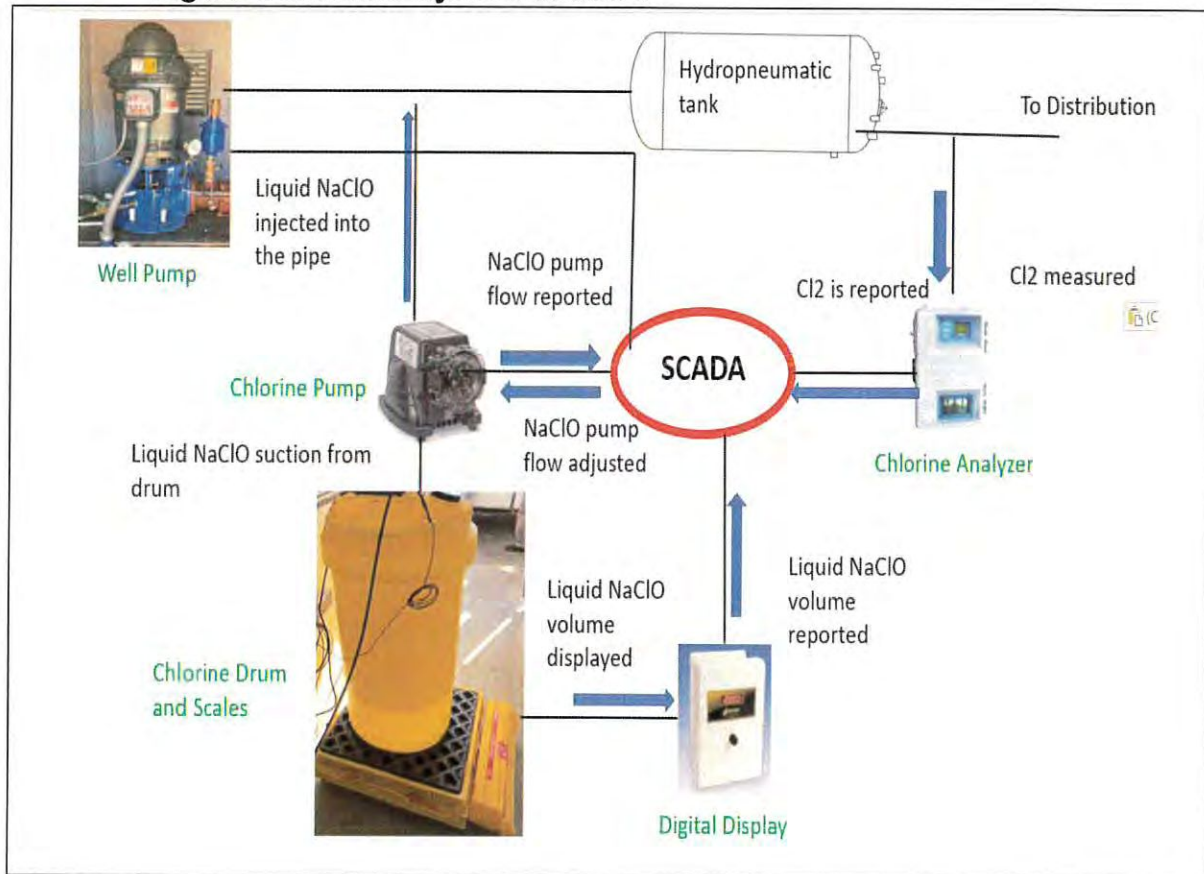 Hydropneumatic
tank
To Distribution
Liquid NaClO
injected into
the pipe
Well Pump
NaClO pump
flow reported
Cl2 is reported
Cl2 measured
(C
SCADA
Chlorine Pump
NaClO pump
flow adjusted
Chlorine Analyzer
Liquid NaClO suction from
drum
Liquid NaClO
volume
displayed
Liquid NaClO
volume
reported
Chlorine Drum
and Scales
Digital Display